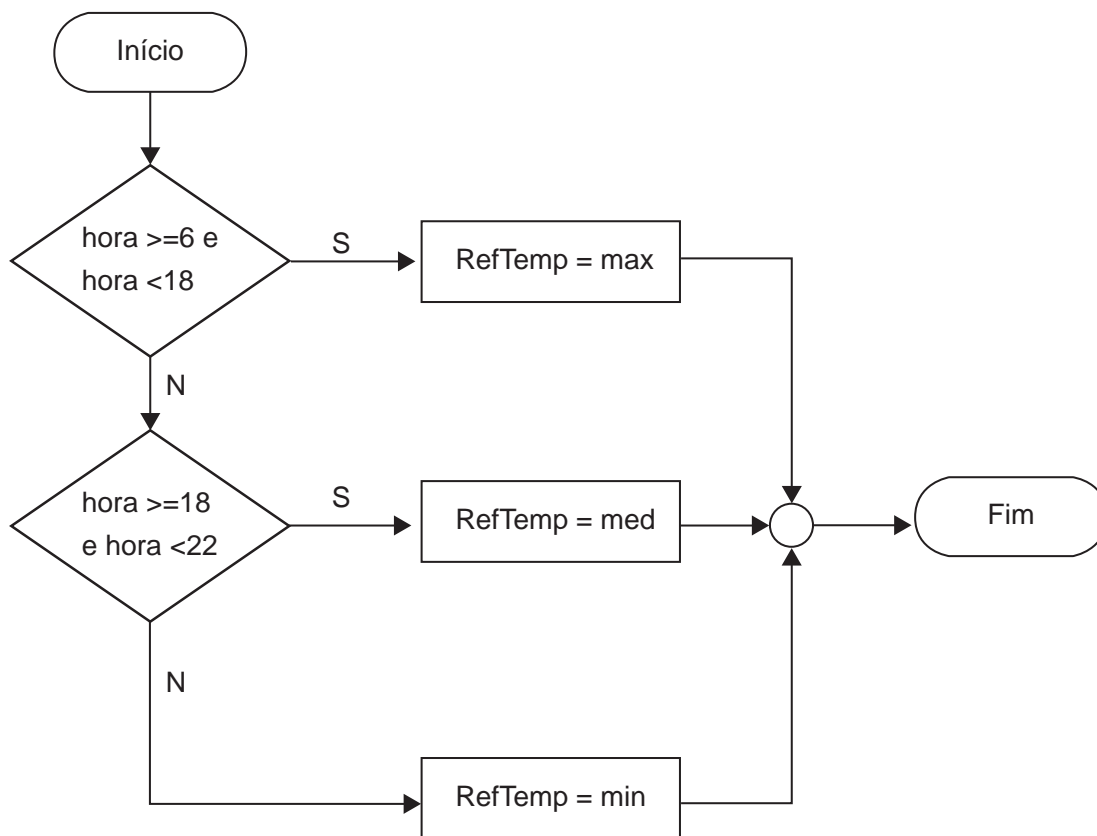 Início
hora >=6 e
hora <18
S
RefTemp = max
N
hora >=18
e hora <22
S
RefTemp = med
Fim
N
RefTemp = min